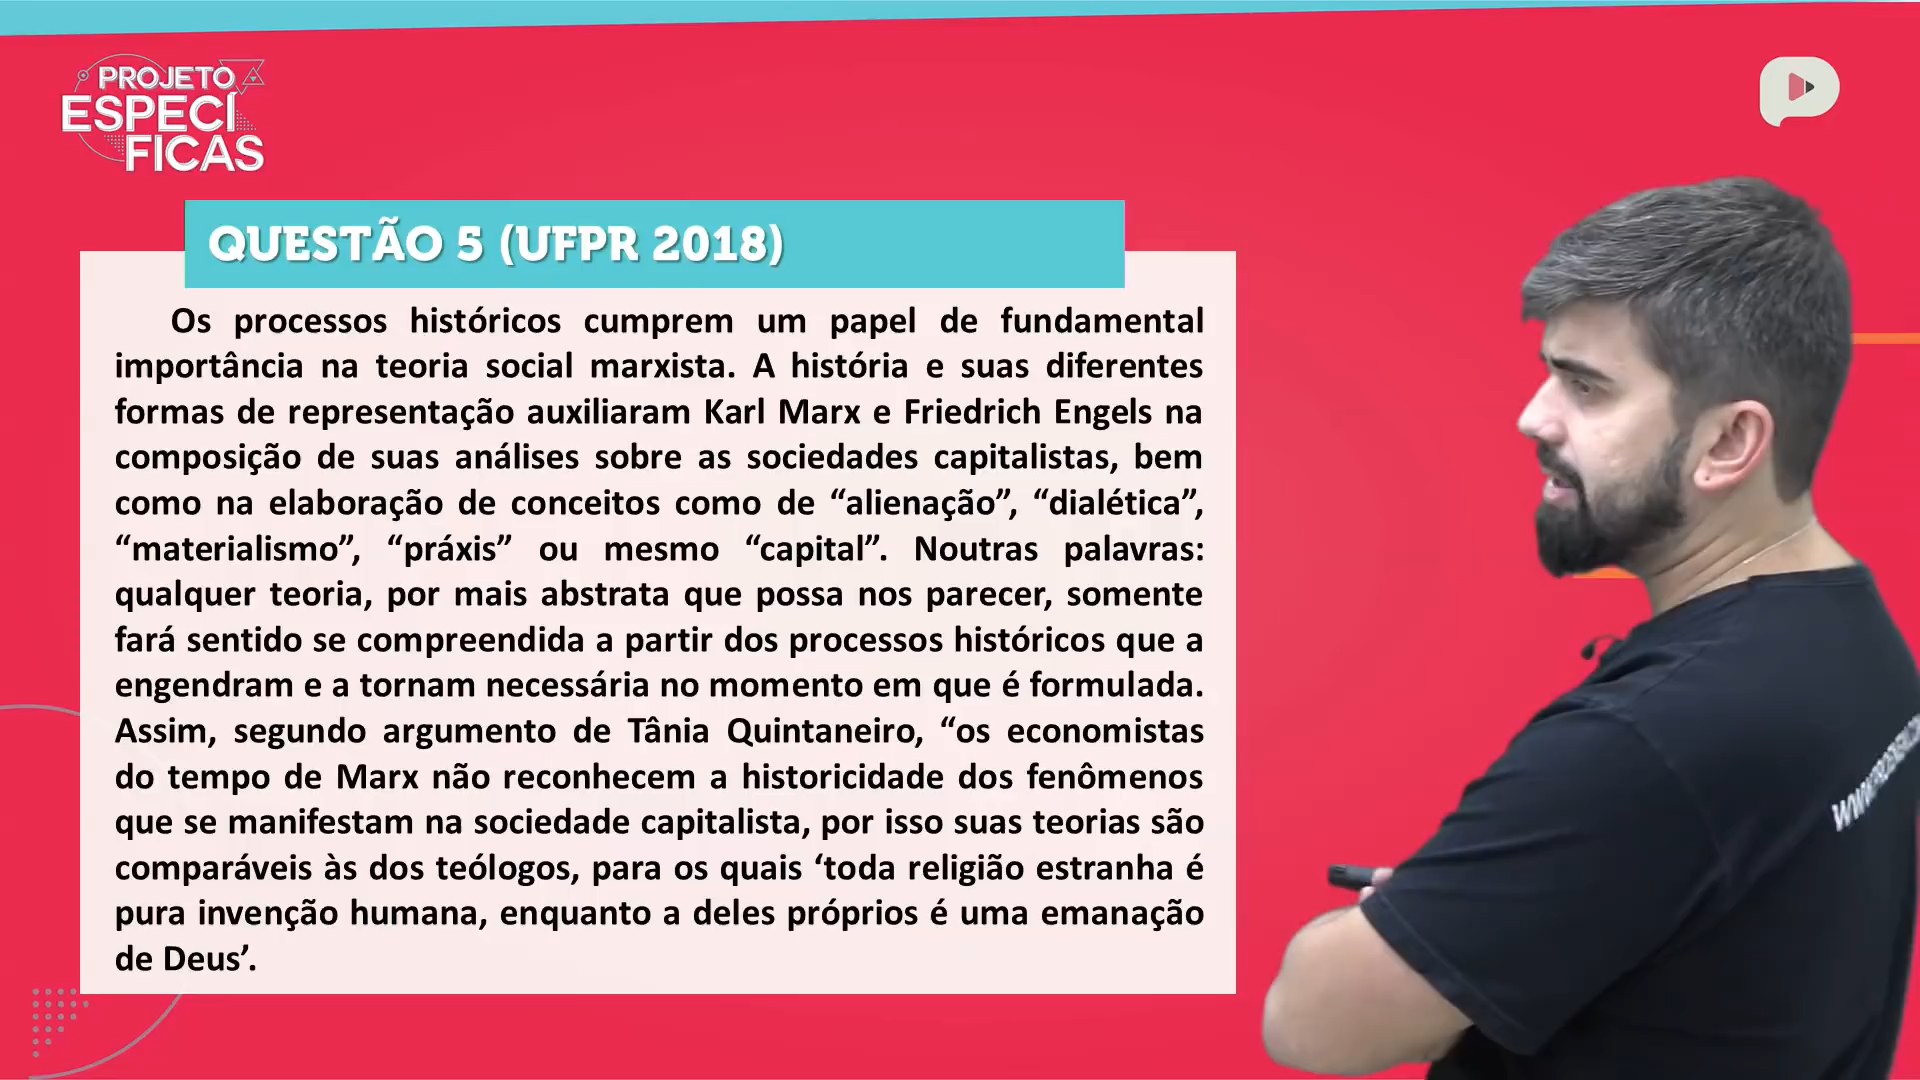 PROJETO
ESPECÍ
FICAS
QUESTÃO 5 (UFPR 2018)
Os processos históricos cumprem um papel de fundamental
importância na teoria social marxista. A história e suas diferentes
formas de representação auxiliaram Karl Marx e Friedrich Engels na
composição de suas análises sobre as sociedades capitalistas, bem
como na elaboração de conceitos como de “alienação”, “dialética”,
“materialismo”, “práxis” ou mesmo “capital”. Noutras palavras:
qualquer teoria, por mais abstrata que possa nos parecer, somente
fará sentido se compreendida a partir dos processos históricos que a
engendram e a tornam necessária no momento em que é formulada.
Assim, segundo argumento de Tânia Quintaneiro, “os economistas
do tempo de Marx não reconhecem a historicidade dos fenômenos
que se manifestam na sociedade capitalista, por isso suas teorias são
comparáveis às dos teólogos, para os quais ‘toda religião estranha é
pura invenção humana, enquanto a deles próprios é uma emanação
de Deus’.